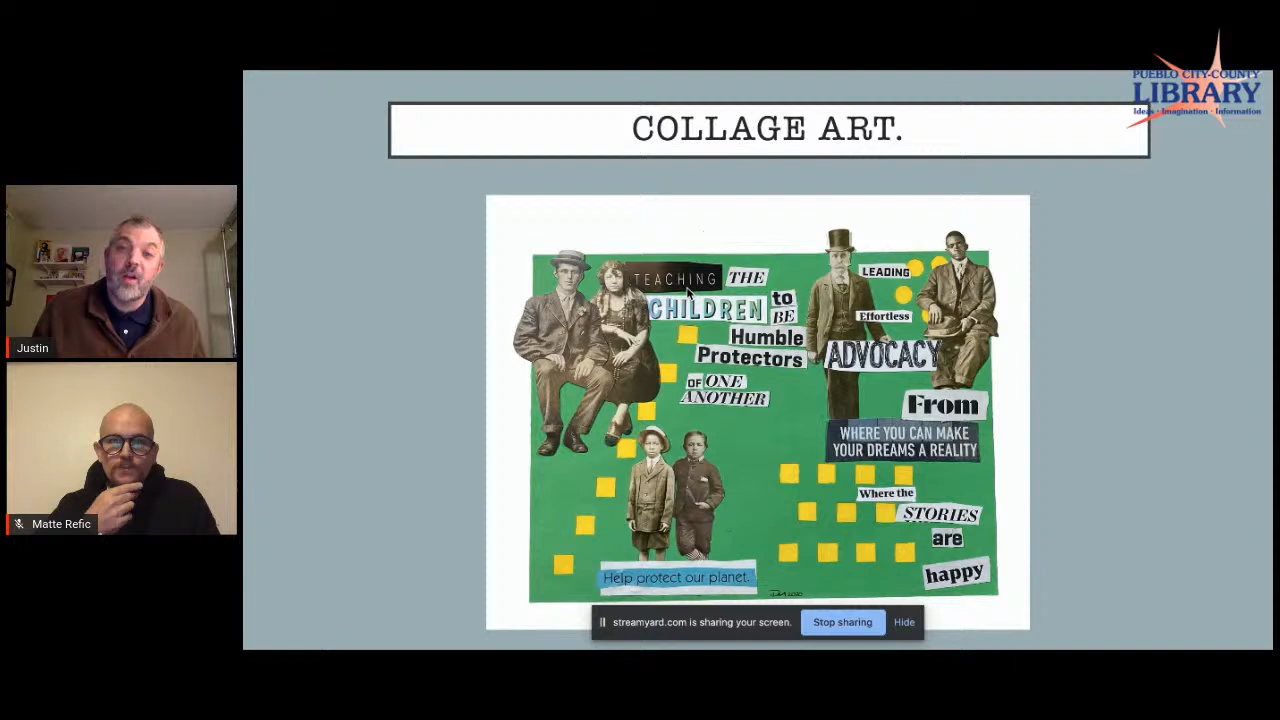 PUEBLO CITY-COUNTY
LIBRARY
Ideas · Imagination · Information
COLLAGE ART.
Justin
Matte Refic
TEACHING THE
CHILDREN to
BE
Humble
Protectors
OF ONE
ANOTHER
Help protect our planet.
LEADING
Effortless
ADVOCACY
From
WHERE YOU CAN MAKE
YOUR DREAMS A REALITY
Where the
STORIES
are
happy
streamyard.com is sharing your screen.
Stop sharing
Hide